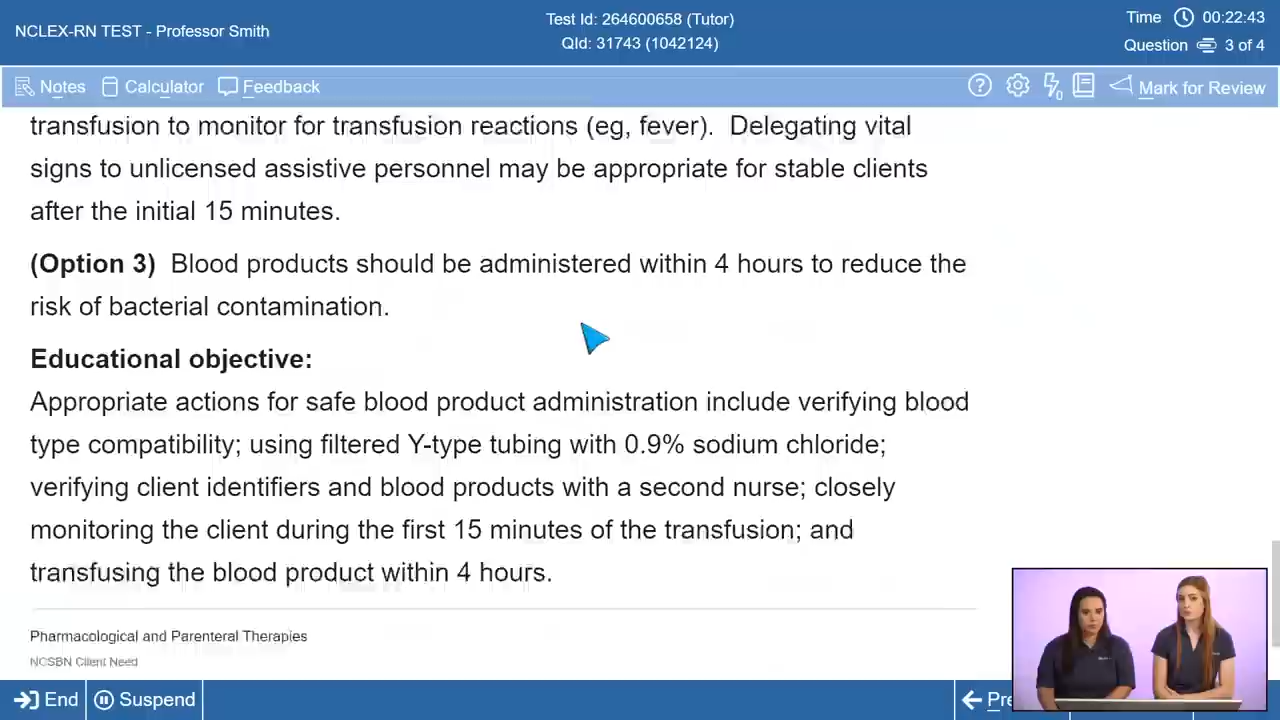 NCLEX-RN TEST - Professor Smith
Test Id: 264600658 (Tutor)
QId: 31743 (1042124)
Time 00:22:43
Question 3 of 4
Notes Calculator Feedback Mark for Review
transfusion to monitor for transfusion reactions (eg, fever). Delegating vital
signs to unlicensed assistive personnel may be appropriate for stable clients
after the initial 15 minutes.
(Option 3) Blood products should be administered within 4 hours to reduce the
risk of bacterial contamination.
Educational objective:
Appropriate actions for safe blood product administration include verifying blood
type compatibility; using filtered Y-type tubing with 0.9% sodium chloride;
verifying client identifiers and blood products with a second nurse; closely
monitoring the client during the first 15 minutes of the transfusion; and
transfusing the blood product within 4 hours.
Pharmacological and Parenteral Therapies
NCSBN Client Need
End Suspend Pre